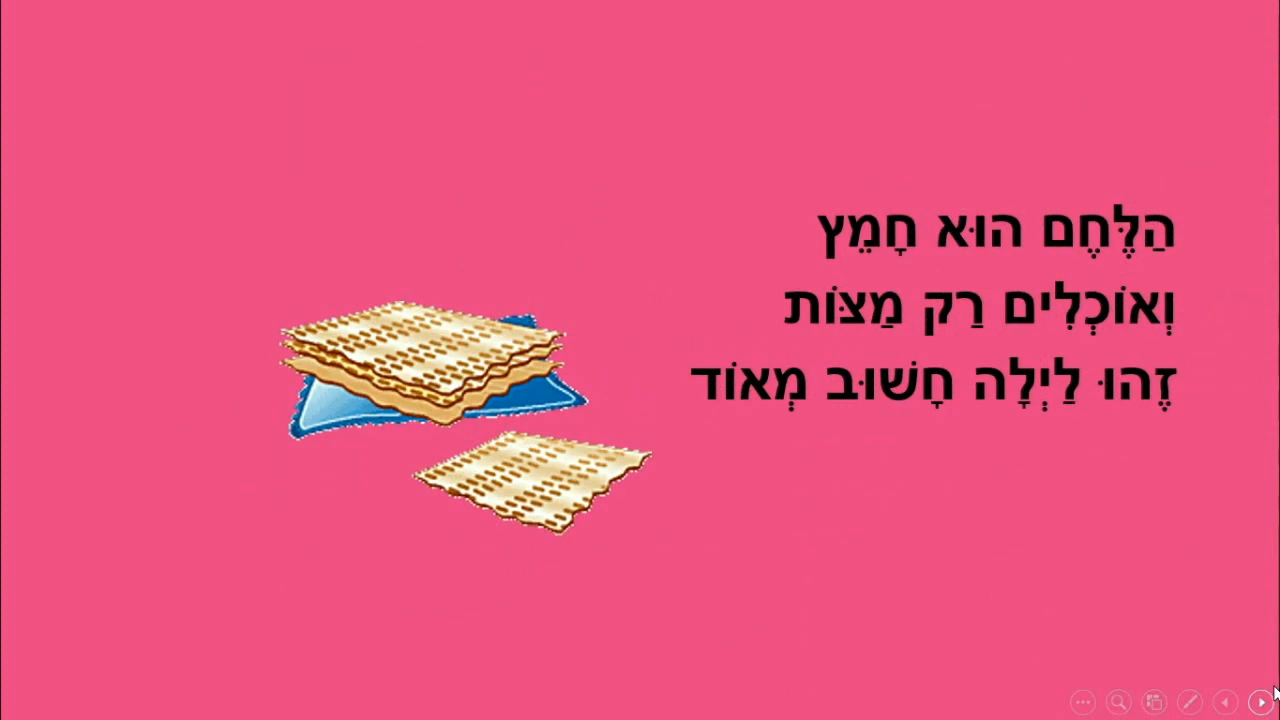 הַלֶּחֶם הוּא חָמֵץ
וְאוֹכְלִים רַק מַצּוֹת
זֶהוּ לַיְלָה חָשׁוּב מְאוֹד